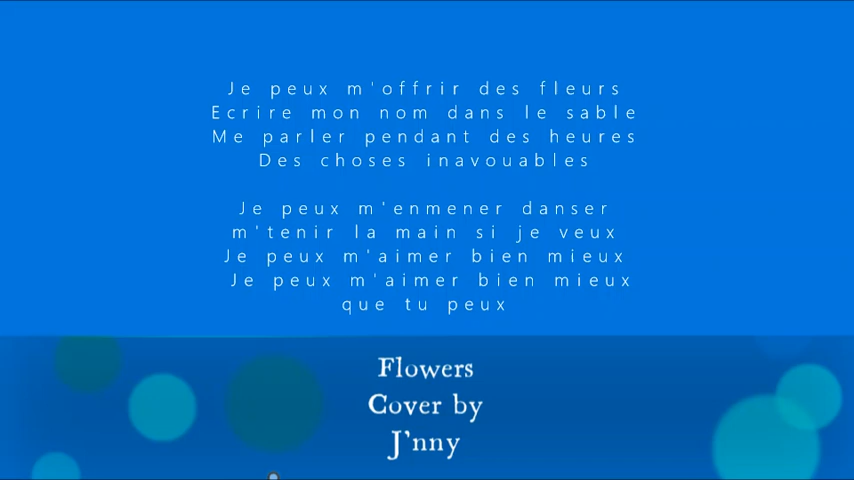 Je peux m'offrir des fleurs
Ecrire mon nom dans le sable
Me parler pendant des heures
Des choses inavouables
Je peux m'enmener danser
m'tenir la main si je veux
Je peux m'aimer bien mieux
Je peux m'aimer bien mieux
que tu peux
Flowers
Cover by
J'nny